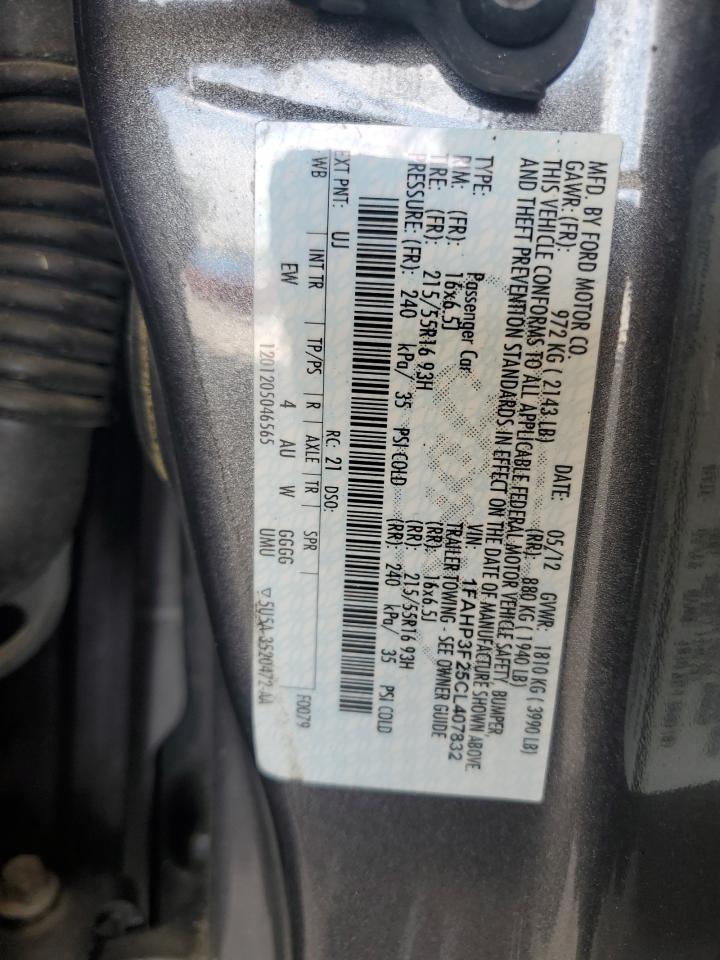 MFD. BY FORD MOTOR CO.
DATE: 05/12 GVWR: 1810 KG ( 3990 LB)
GAWR: (FR): 972 KG ( 2143 LB) (RR): 880 KG ( 1940 LB)
THIS VEHICLE CONFORMS TO ALL APPLICABLE FEDERAL MOTOR VEHICLE SAFETY, BUMPER,
AND THEFT PREVENTION STANDARDS IN EFFECT ON THE DATE OF MANUFACTURE SHOWN ABOVE
VIN: 1FAHP3F25CL407832
TYPE: Passenger Car TRAILER TOWING - SEE OWNER GUIDE
RIM: (FR): 16x6.5J (RR): 16x6.5J
TIRE: (FR): 215/55R16 93H (RR): 215/55R16 93H
PRESSURE: (FR): 240 kPa/ 35 PSI COLD (RR): 240 kPa/ 35 PSI COLD
EXT PNT: UJ RC: 21 DSO: F0079
WB INT TR TP/PS R AXLE TR SPR
EW 4 AU W GGGG
UMU
1201205046565 5U5A-3520472-AA